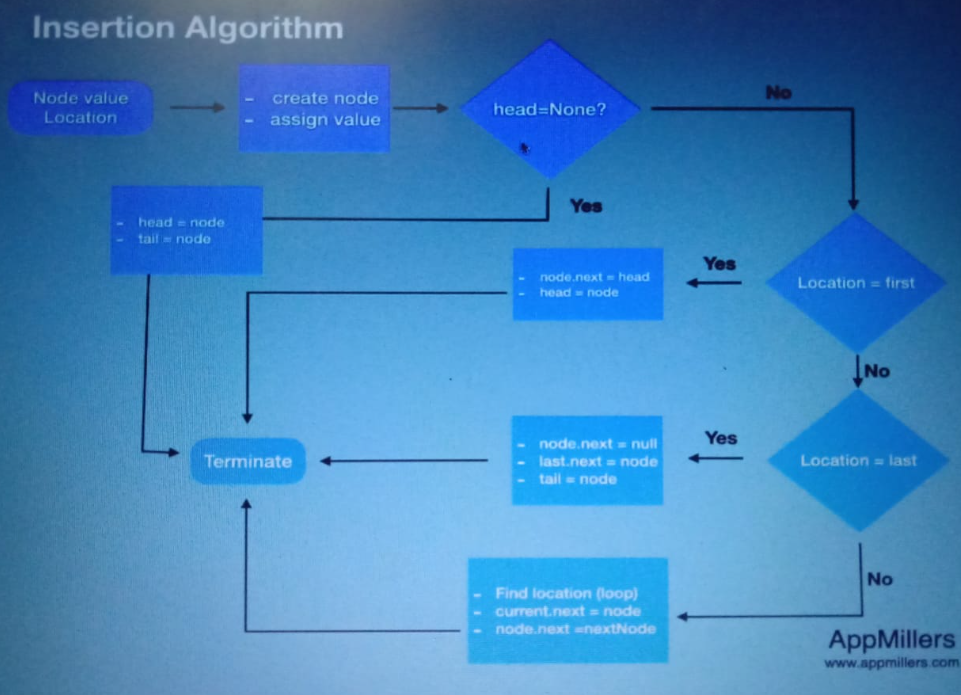 Insertion Algorithm
Node value
Location
- create node
- assign value
head=None?
No
Yes
- head = node
- tail = node
Location = first
Yes
- node.next = head
- head = node
No
Location = last
Yes
- node.next = null
- last.next = node
- tail = node
Terminate
No
- Find location (loop)
- current.next = node
- node.next =nextNode
AppMillers
www.appmillers.com